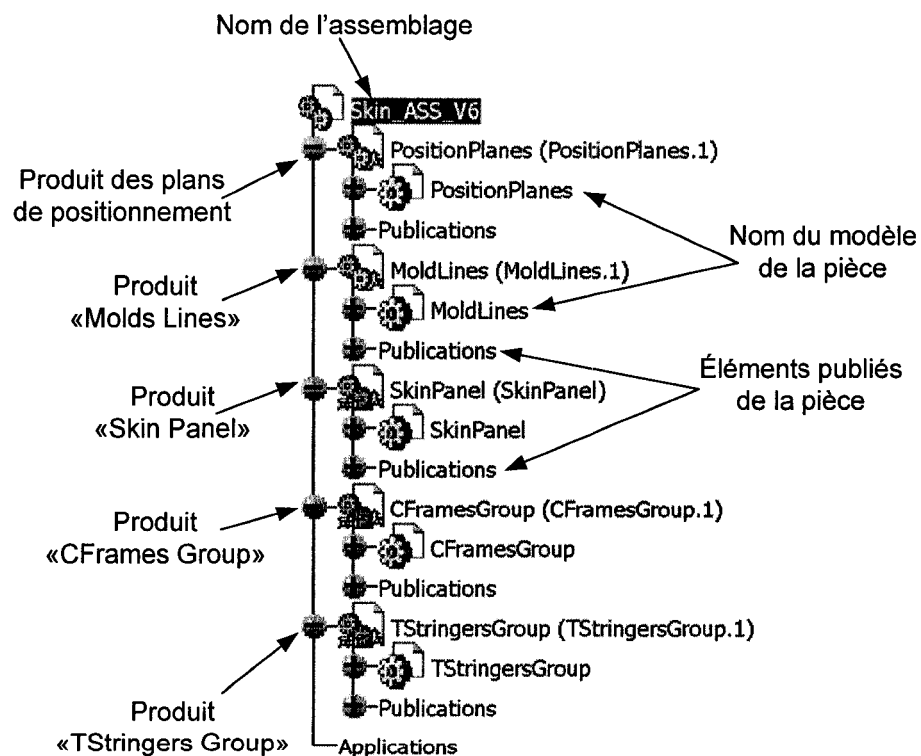 Nom de l'assemblage
Skin_ASS_V6
PositionPlanes (PositionPlanes.1)
Produit des plans
de positionnement
PositionPlanes
Publications
Nom du modèle
de la pièce
MoldLines (MoldLines.1)
Produit
«Molds Lines»
MoldLines
Publications
Éléments publiés
de la pièce
SkinPanel (SkinPanel)
Produit
«Skin Panel»
SkinPanel
Publications
CFramesGroup (CFramesGroup.1)
Produit
«CFrames Group»
CFramesGroup
Publications
TStringersGroup (TStringersGroup.1)
TStringersGroup
Publications
Produit
«TStringers Group»
Applications